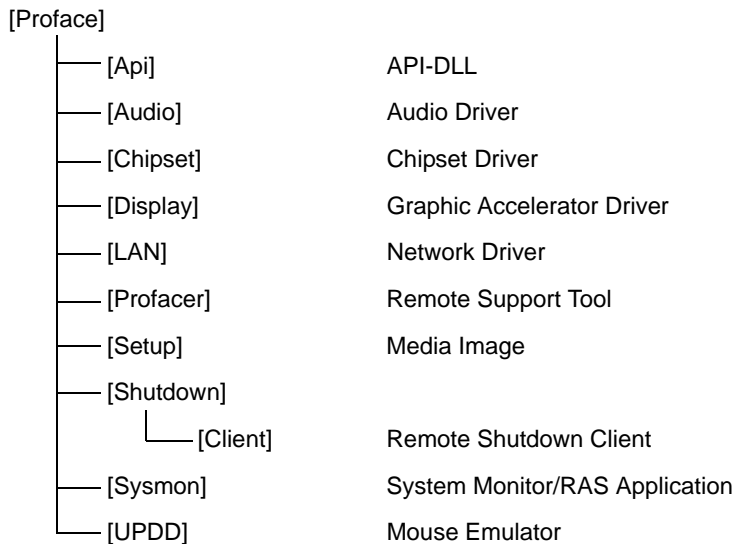 [Proface]
[Api] API-DLL
[Audio] Audio Driver
[Chipset] Chipset Driver
[Display] Graphic Accelerator Driver
[LAN] Network Driver
[Profacer] Remote Support Tool
[Setup] Media Image
[Shutdown]
[Client] Remote Shutdown Client
[Sysmon] System Monitor/RAS Application
[UPDD] Mouse Emulator